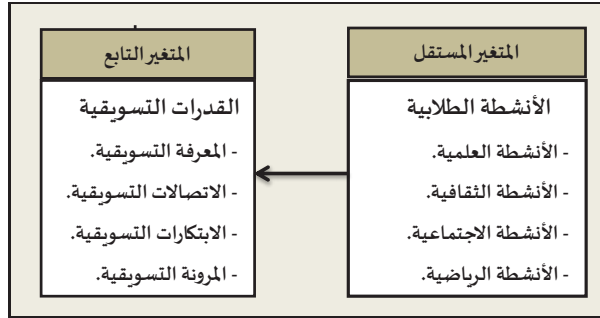 المتغير المستقل
الأنشطة الطلابية
- الأنشطة العلمية.
- الأنشطة الثقافية.
- الأنشطة الاجتماعية.
- الأنشطة الرياضية.
المتغير التابع
القدرات التسويقية
- المعرفة التسويقية.
- الاتصالات التسويقية.
- الابتكارات التسويقية.
- المرونة التسويقية.